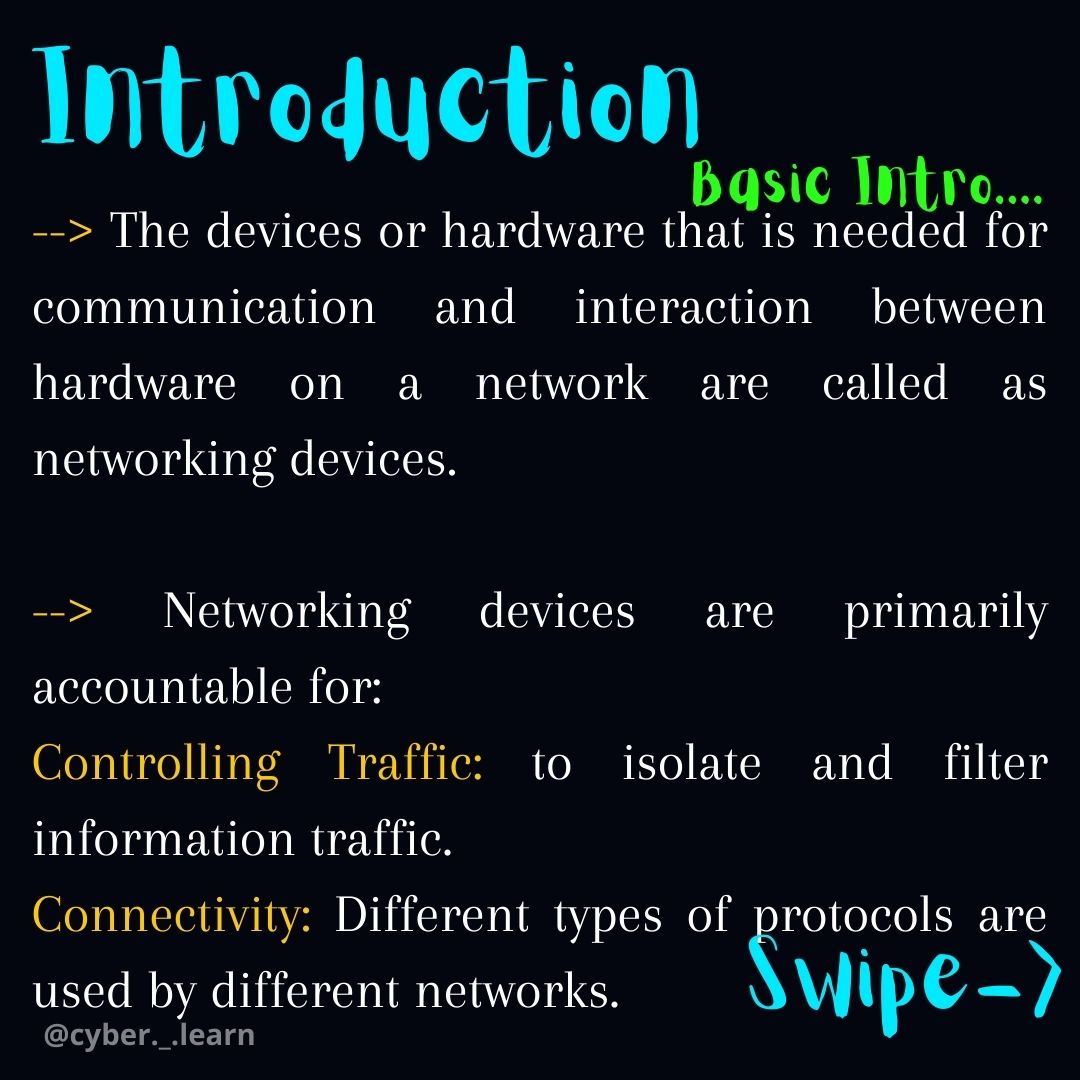 Introduction
Basic Intro....
--> The devices or hardware that is needed for
communication and interaction between
hardware on a network are called as
networking devices.
--> Networking devices are primarily
accountable for:
Controlling Traffic: to isolate and filter
information traffic.
Connectivity: Different types of protocols are
used by different networks.
Swipe->
@cyber._.learn